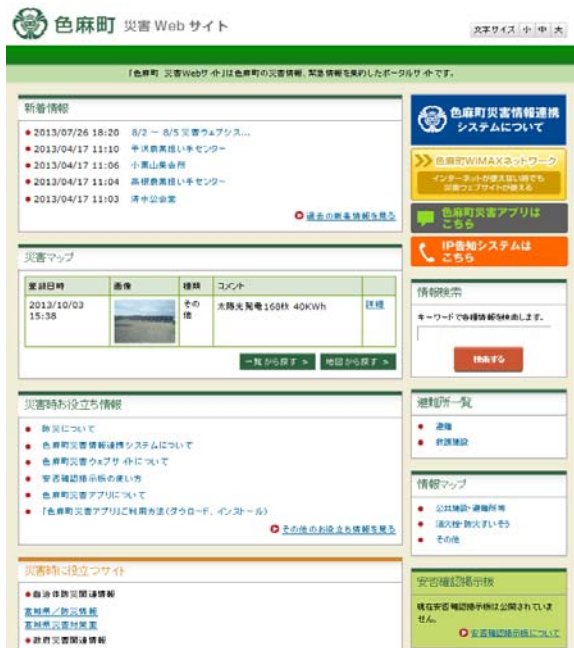 色麻町 災害 Web サイト
文字サイズ 小 中 大
「色麻町 災害Webサイト」は色麻町の災害情報、緊急情報を集約したポータルサイトです。
新着情報
2013/07/26 18:20 8/2 ～ 8/5 災害ウェブシス...
2013/04/17 11:10 平沢農業担い手センター
2013/04/17 11:06 小栗山集会所
2013/04/17 11:04 高根農業担い手センター
2013/04/17 11:03 清水公会堂
過去の新着情報を見る
災害マップ
登録日時 画像 種類 コメント
2013/10/03 15:38
その他
太陽光発電168枚 40KWh
詳細
一覧から探す >
地図から探す >
災害時お役立ち情報
防災について
色麻町災害情報連携システムについて
色麻町災害ウェブサイトについて
安否確認掲示板の使い方
色麻町災害アプリについて
「色麻町災害アプリ」ご利用方法(ダウロード、インストール)
その他のお役立ち情報を見る
災害時に役立つサイト
自治体防災関連情報
宮城県／防災情報
宮城県災害対策室
政府災害関連情報
色麻町災害情報連携
システムについて
色麻町WiMAXネットワーク
インターネットが使えない時でも
災害ウェブサイトが使える
色麻町災害アプリは
こちら
IP告知システムは
こちら
情報検索
キーワードで各種情報を検索します。
検索する
避難所一覧
避難
救護施設
情報マップ
公共施設・避難所等
消火栓・防火すいそう
その他
安否確認掲示板
現在安否確認掲示板は公開されていま
せん。
安否確認掲示板について